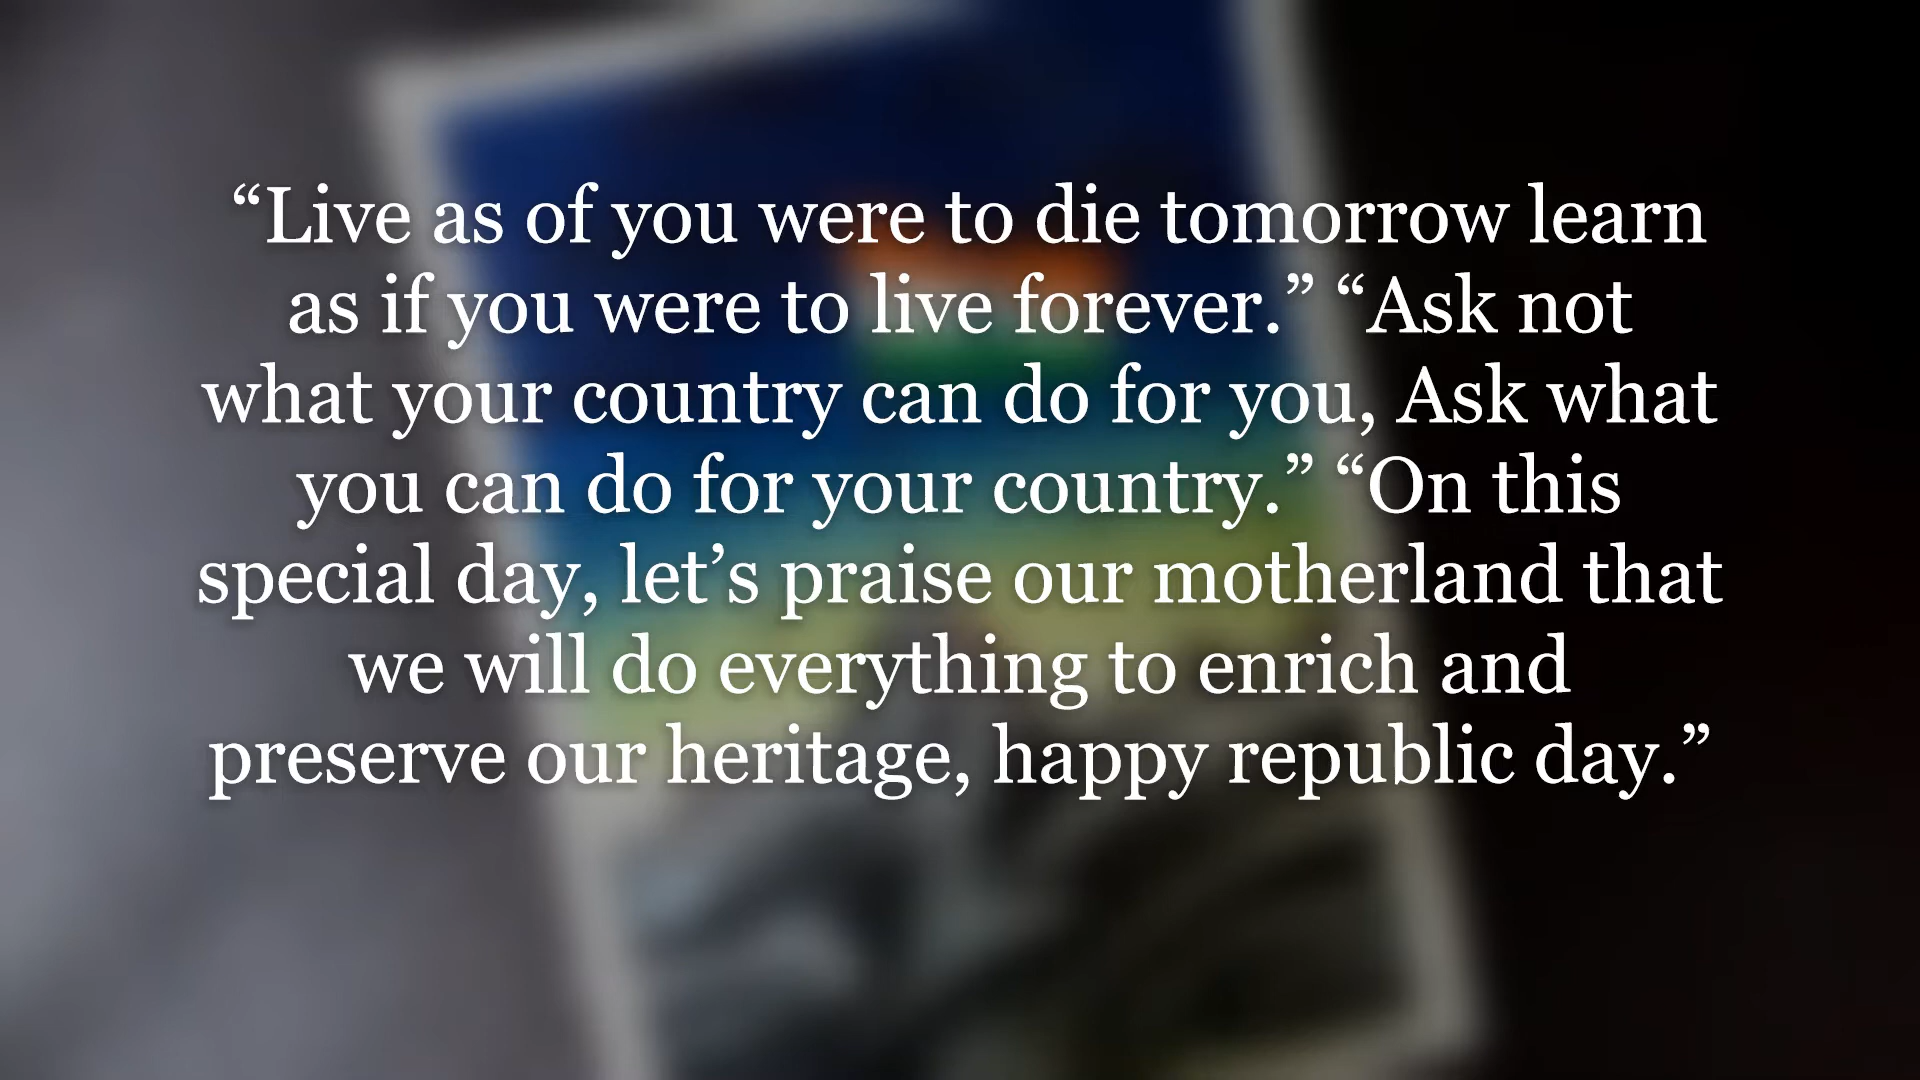 “Live as of you were to die tomorrow learn
as if you were to live forever.” “Ask not
what your country can do for you, Ask what
you can do for your country.” “On this
special day, let’s praise our motherland that
we will do everything to enrich and
preserve our heritage, happy republic day.”